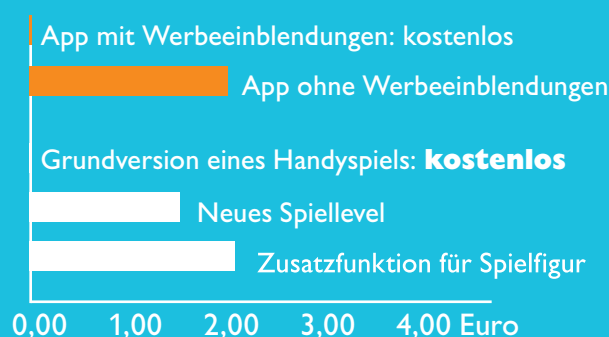 App mit Werbeeinblendungen: kostenlos
App ohne Werbeeinblendungen
Grundversion eines Handyspiels: kostenlos
Neues Spiellevel
Zusatzfunktion für Spielfigur
0,00 1,00 2,00 3,00 4,00 Euro